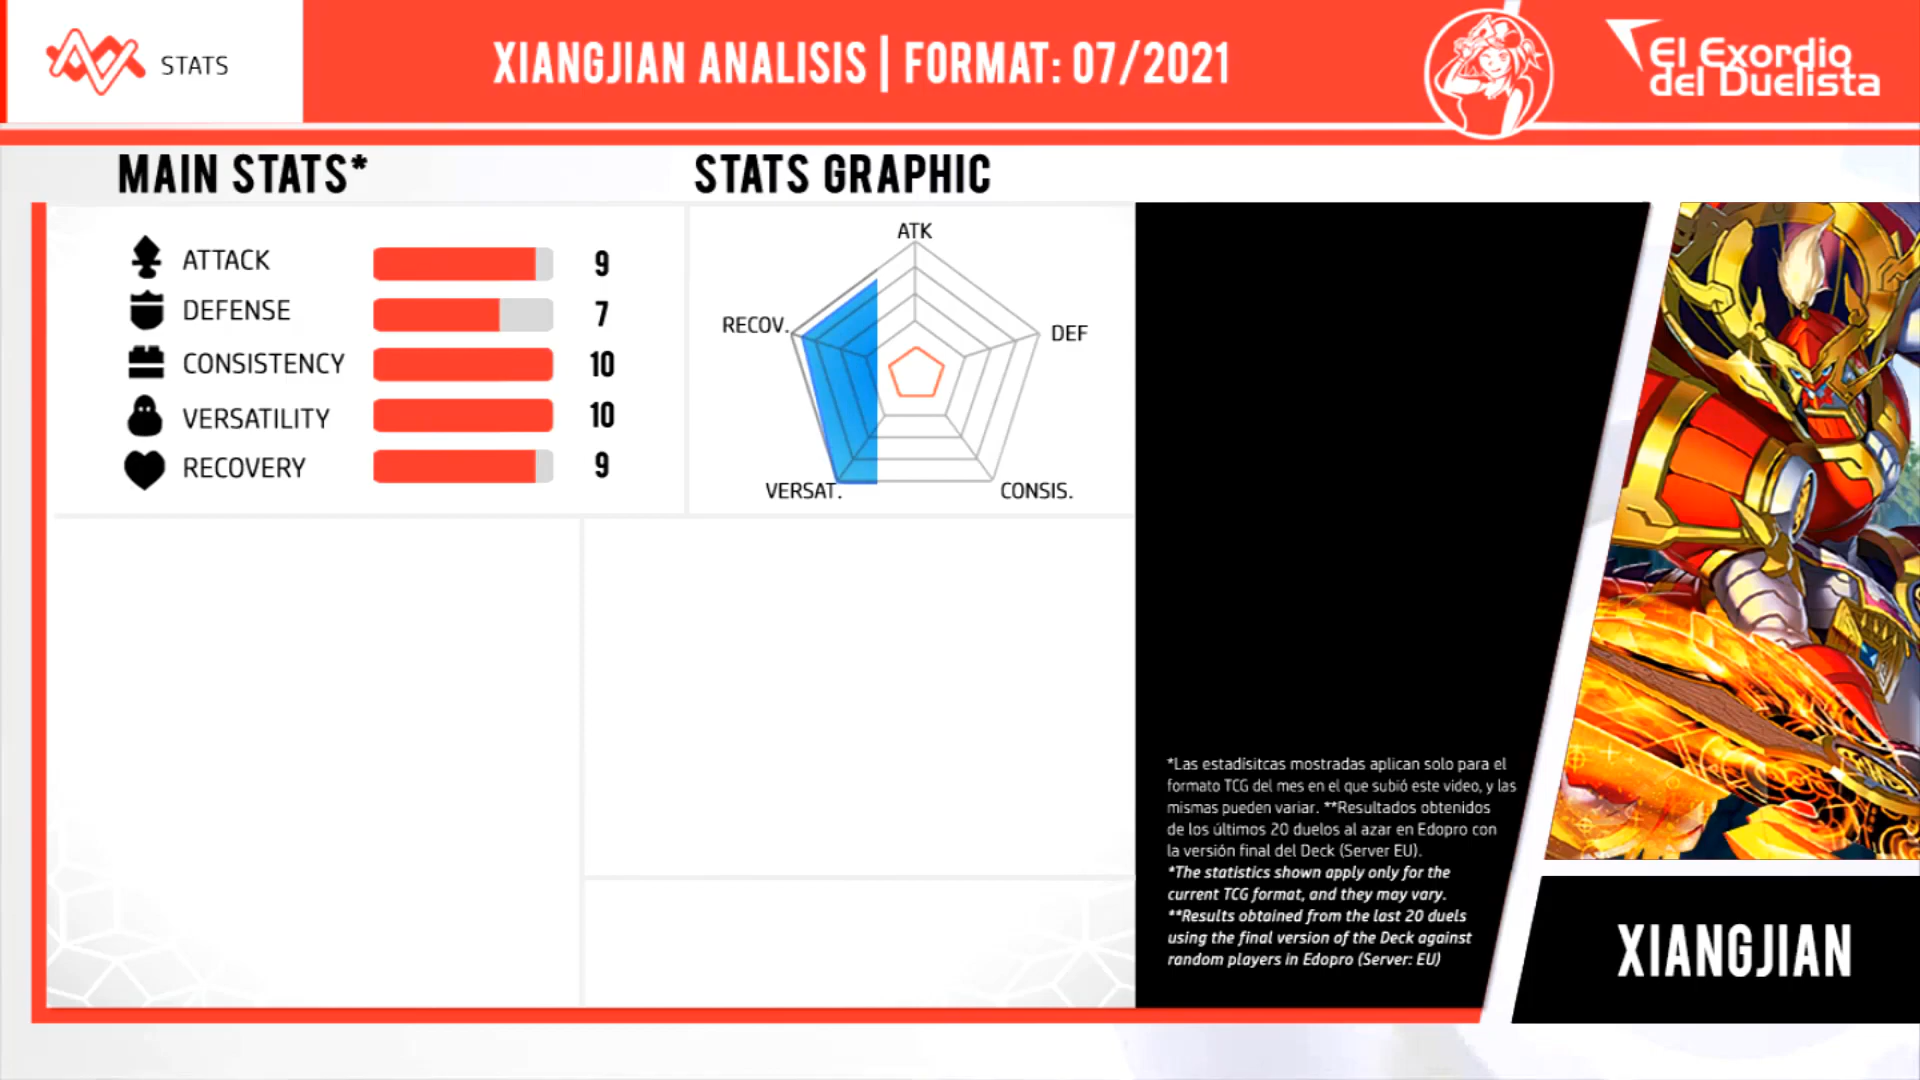 STATS
XIANGJIAN ANALISIS | FORMAT: 07/2021
El Exordio
del Duelista
MAIN STATS*
STATS GRAPHIC
ATTACK 9
DEFENSE 7
CONSISTENCY 10
VERSATILITY 10
RECOVERY 9
ATK
RECOV.
DEF
VERSAT.
CONSIS.
*Las estadísitcas mostradas aplican solo para el
formato TCG del mes en el que subió este video, y las
mismas pueden variar. **Resultados obtenidos
de los últimos 20 duelos al azar en Edopro con
la versión final del Deck (Server EU).
*The statistics shown apply only for the
current TCG format, and they may vary.
**Results obtained from the last 20 duels
using the final version of the Deck against
random players in Edopro (Server: EU)
XIANGJIAN